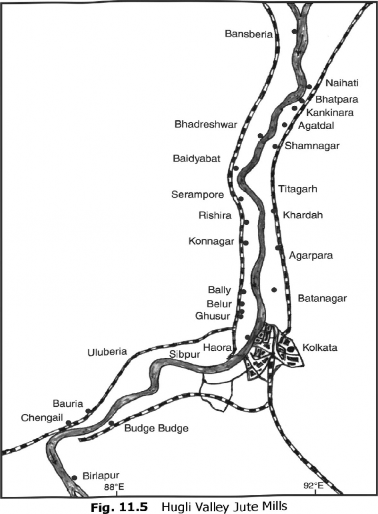 Bansberia
Naihati
Bhatpara
Kankinara
Bhadreshwar
Agatdal
Shamnagar
Baidyabat
Titagarh
Serampore
Rishira
Khardah
Konnagar
Agarpara
Bally
Batanagar
Belur
Ghusur
Haora
Kolkata
Uluberia
Sibpur
Bauria
Chengail
Budge Budge
Birlapur
88°E
92°E
Fig. 11.5 Hugli Valley Jute Mills